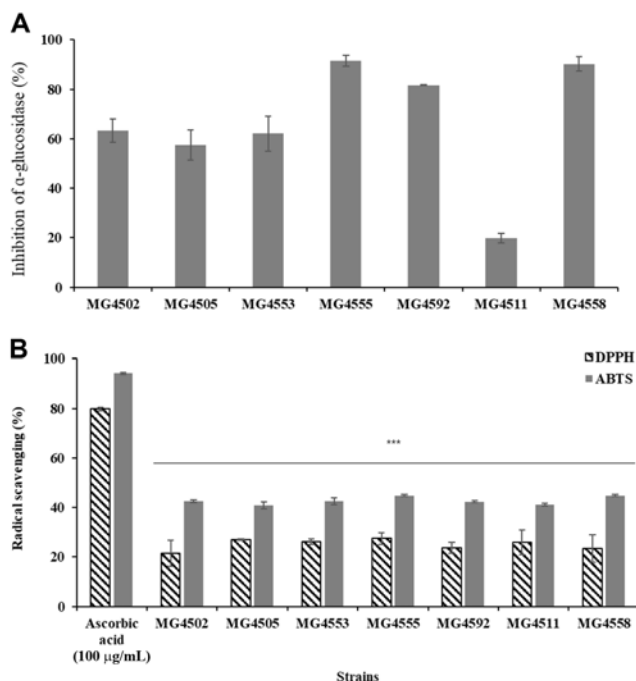 A
Inhibition of α-glucosidase (%)
100
80
60
40
20
0
MG4502 MG4505 MG4553 MG4555 MG4592 MG4511 MG4558
B
DPPH
ABTS
Radical scavenging (%)
100
80
60
40
20
0
***
Ascorbic
acid
(100 µg/mL)
MG4502 MG4505 MG4553 MG4555 MG4592 MG4511 MG4558
Strains